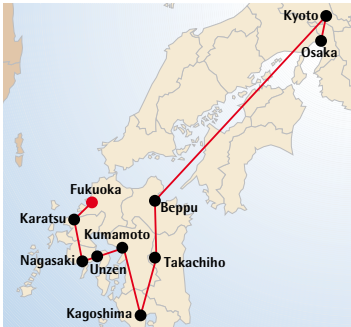 Kyoto
Osaka
Fukuoka
Karatsu
Beppu
Kumamoto
Nagasaki
Unzen
Takachiho
Kagoshima